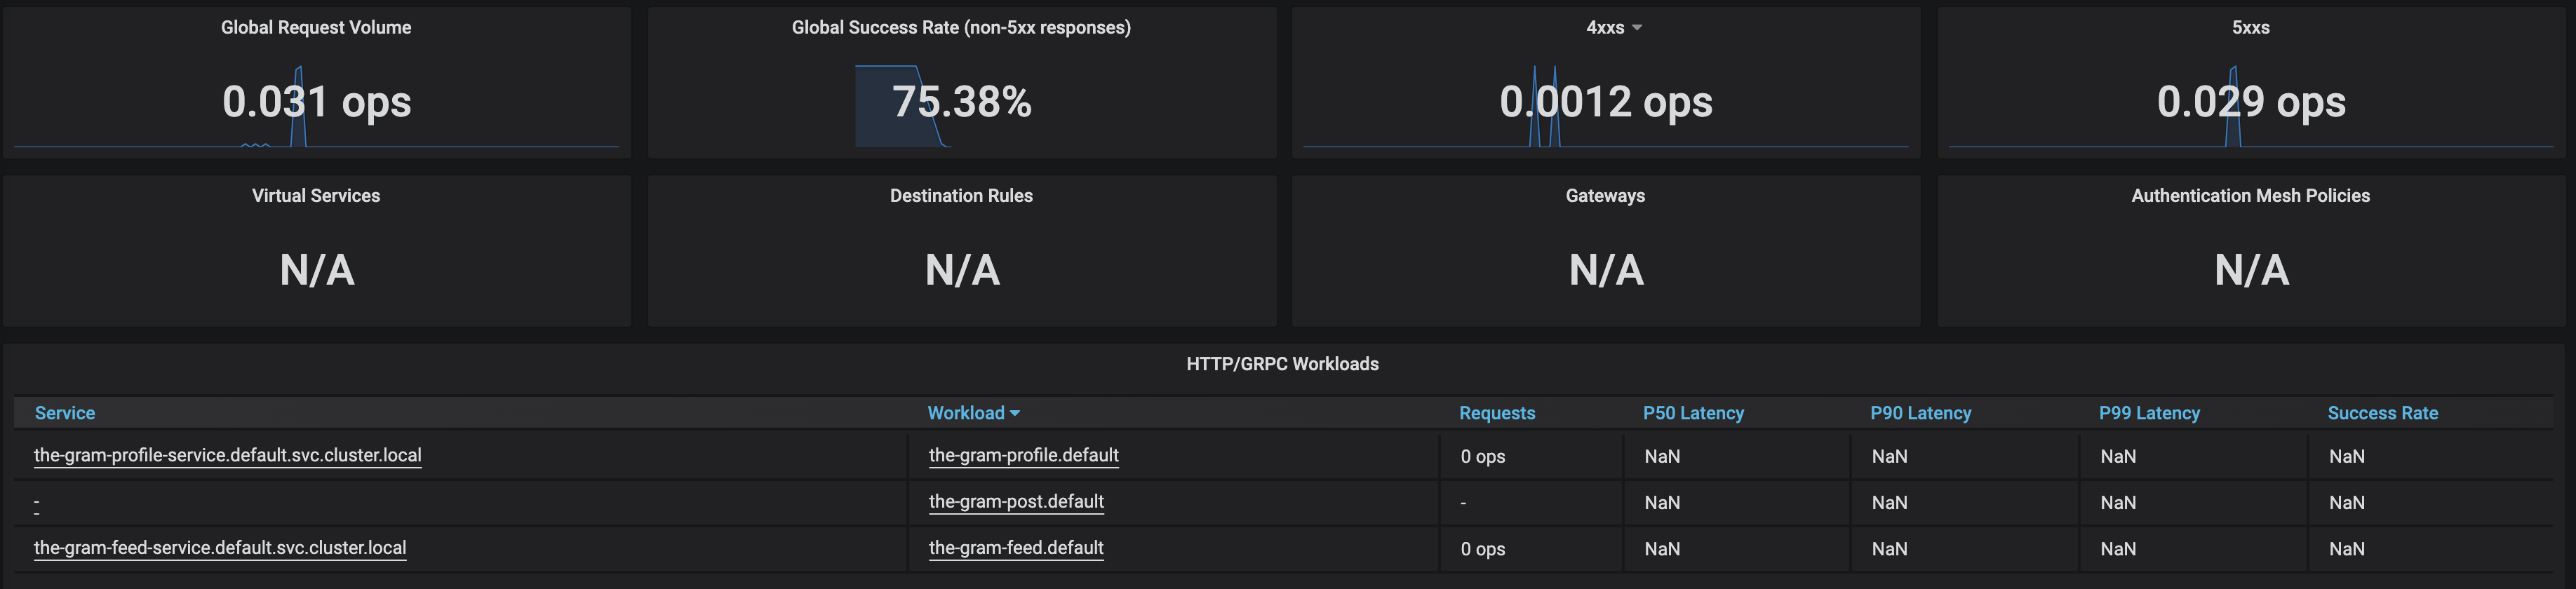 Global Request Volume
Global Success Rate (non-5xx responses)
4xxs
5xxs
0.031 ops
75.38%
0.0012 ops
0.029 ops
Virtual Services
Destination Rules
Gateways
Authentication Mesh Policies
N/A
N/A
N/A
N/A
HTTP/GRPC Workloads
Service Workload Requests P50 Latency P90 Latency P99 Latency Success Rate
the-gram-profile-service.default.svc.cluster.local the-gram-profile.default 0 ops NaN NaN NaN NaN
- the-gram-post.default - NaN NaN NaN NaN
the-gram-feed-service.default.svc.cluster.local the-gram-feed.default 0 ops NaN NaN NaN NaN